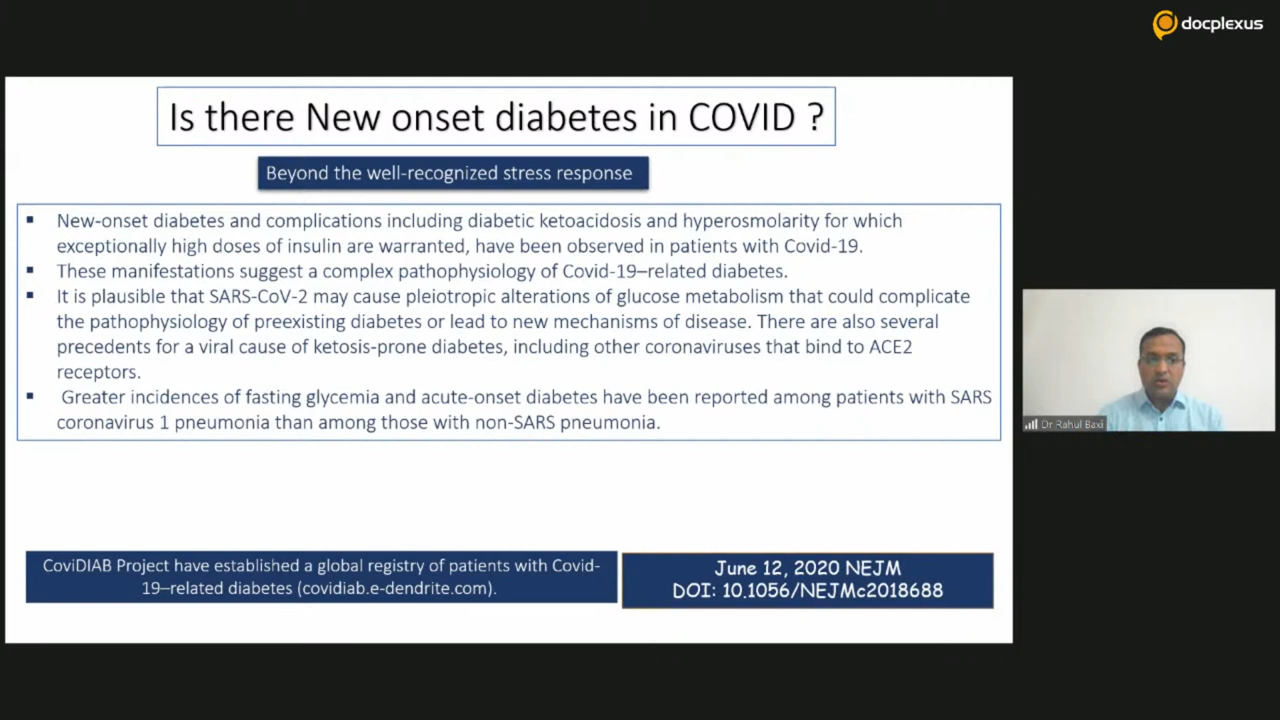 docplexus
Is there New onset diabetes in COVID ?
Beyond the well-recognized stress response
▪ New-onset diabetes and complications including diabetic ketoacidosis and hyperosmolarity for which
exceptionally high doses of insulin are warranted, have been observed in patients with Covid-19.
▪ These manifestations suggest a complex pathophysiology of Covid-19–related diabetes.
▪ It is plausible that SARS-CoV-2 may cause pleiotropic alterations of glucose metabolism that could complicate
the pathophysiology of preexisting diabetes or lead to new mechanisms of disease. There are also several
precedents for a viral cause of ketosis-prone diabetes, including other coronaviruses that bind to ACE2
receptors.
▪ Greater incidences of fasting glycemia and acute-onset diabetes have been reported among patients with SARS
coronavirus 1 pneumonia than among those with non-SARS pneumonia.
Dr Rahul Baxi
CoviDIAB Project have established a global registry of patients with Covid-
19–related diabetes (covidiab.e-dendrite.com).
June 12, 2020 NEJM
DOI: 10.1056/NEJMc2018688